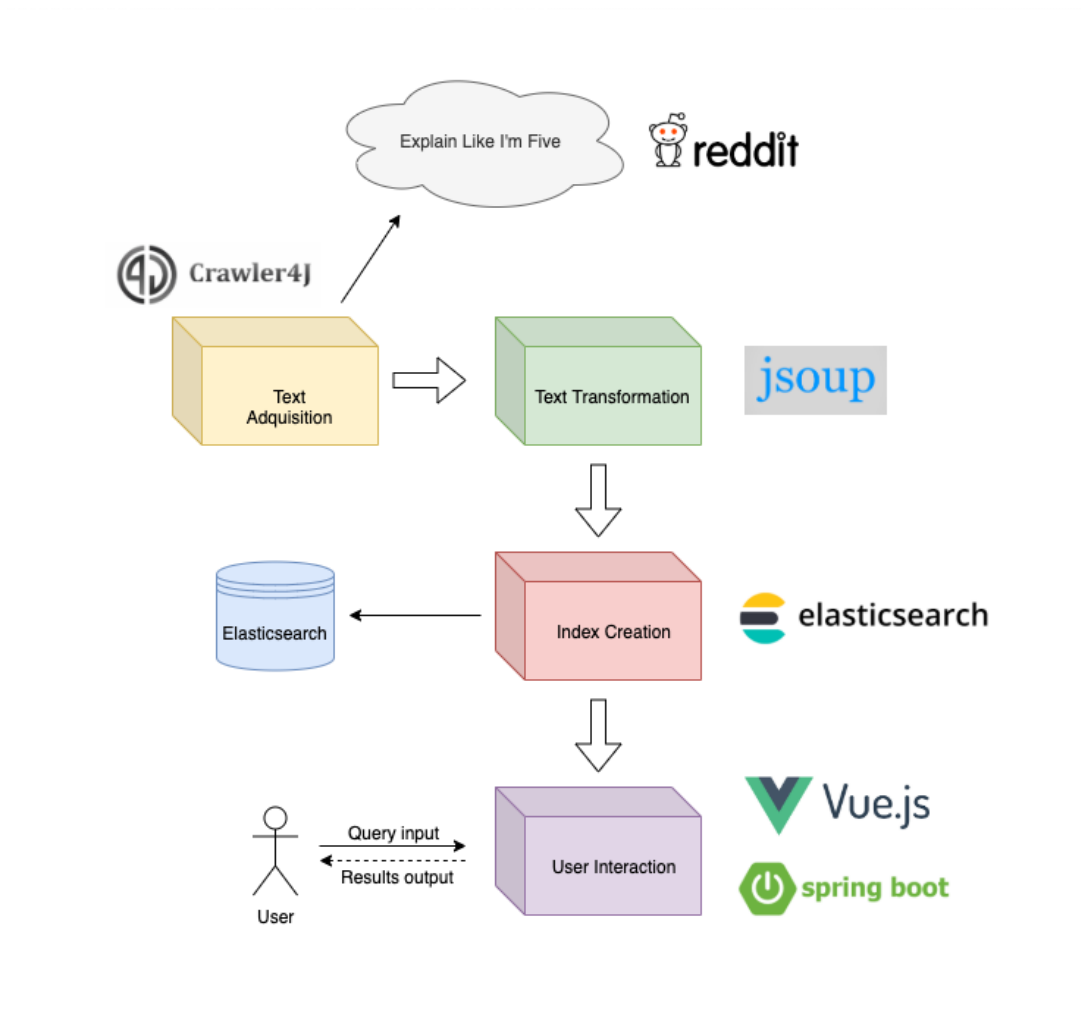 Explain Like I'm Five
reddit
Crawler4J
Text
Adquisition
Text Transformation
jsoup
Elasticsearch
Index Creation
elasticsearch
Vue.js
Query input
User Interaction
Results output
spring boot
User